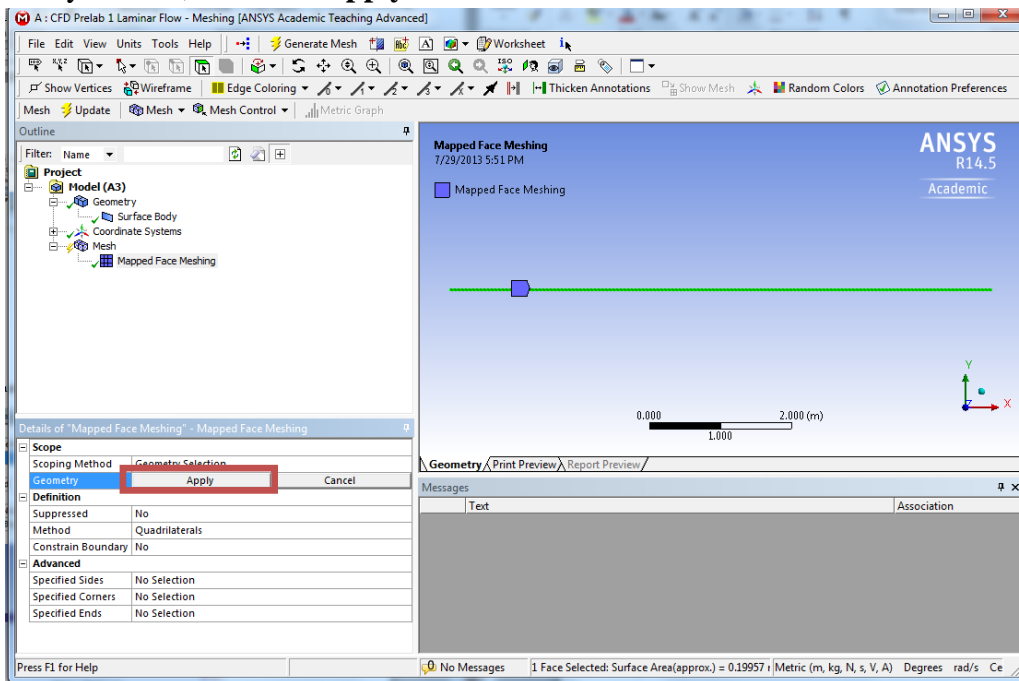 A : CFD Prelab 1 Laminar Flow - Meshing [ANSYS Academic Teaching Advanced]
File Edit View Units Tools Help Generate Mesh A Worksheet
Show Vertices Wireframe Edge Coloring Thicken Annotations Show Mesh Random Colors Annotation Preferences
Mesh Update Mesh Mesh Control Metric Graph
Outline
Filter: Name
Project
Model (A3)
Geometry
Surface Body
Coordinate Systems
Mesh
Mapped Face Meshing
Mapped Face Meshing
7/29/2013 5:51 PM
Mapped Face Meshing
ANSYS
R14.5
Academic
Y
Z X
0.000 2.000 (m)
1.000
Geometry Print Preview Report Preview
Details of "Mapped Face Meshing" - Mapped Face Meshing
Scope
Scoping Method Geometry Selection
Geometry Apply Cancel
Definition
Suppressed No
Method Quadrilaterals
Constrain Boundary No
Advanced
Specified Sides No Selection
Specified Corners No Selection
Specified Ends No Selection
Messages
Text Association
Press F1 for Help No Messages 1 Face Selected: Surface Area(approx.) = 0.19957 Metric (m, kg, N, s, V, A) Degrees rad/s Ce